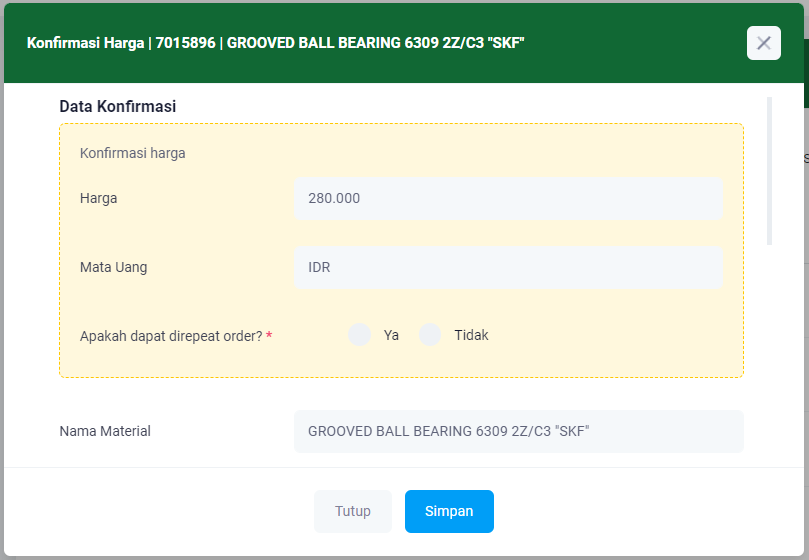 Konfirmasi Harga | 7015896 | GROOVED BALL BEARING 6309 2Z/C3 "SKF"
Data Konfirmasi
Konfirmasi harga
Harga 280.000
Mata Uang IDR
Apakah dapat direpeat order? * Ya Tidak
Nama Material GROOVED BALL BEARING 6309 2Z/C3 "SKF"
Tutup Simpan